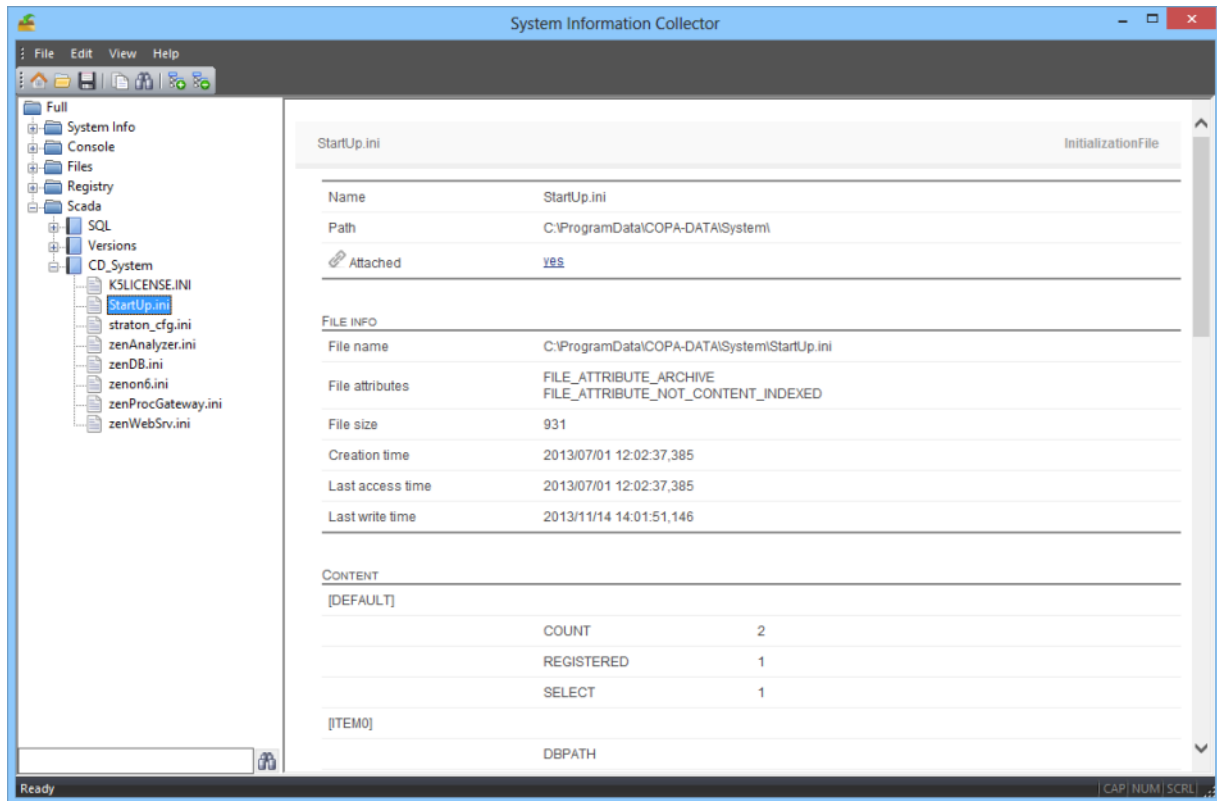 System Information Collector
File Edit View Help
Full
System Info
Console
Files
Registry
Scada
SQL
Versions
CD_System
K5LICENSE.INI
StartUp.ini
straton_cfg.ini
zenAnalyzer.ini
zenDB.ini
zenon6.ini
zenProcGateway.ini
zenWebSrv.ini
StartUp.ini InitializationFile
Name StartUp.ini
Path C:\ProgramData\COPA-DATA\System\
Attached yes
FILE INFO
File name C:\ProgramData\COPA-DATA\System\StartUp.ini
File attributes FILE_ATTRIBUTE_ARCHIVE
FILE_ATTRIBUTE_NOT_CONTENT_INDEXED
File size 931
Creation time 2013/07/01 12:02:37,385
Last access time 2013/07/01 12:02:37,385
Last write time 2013/11/14 14:01:51,146
CONTENT
[DEFAULT]
COUNT 2
REGISTERED 1
SELECT 1
[ITEM0]
DBPATH
Ready CAP NUM SCRL